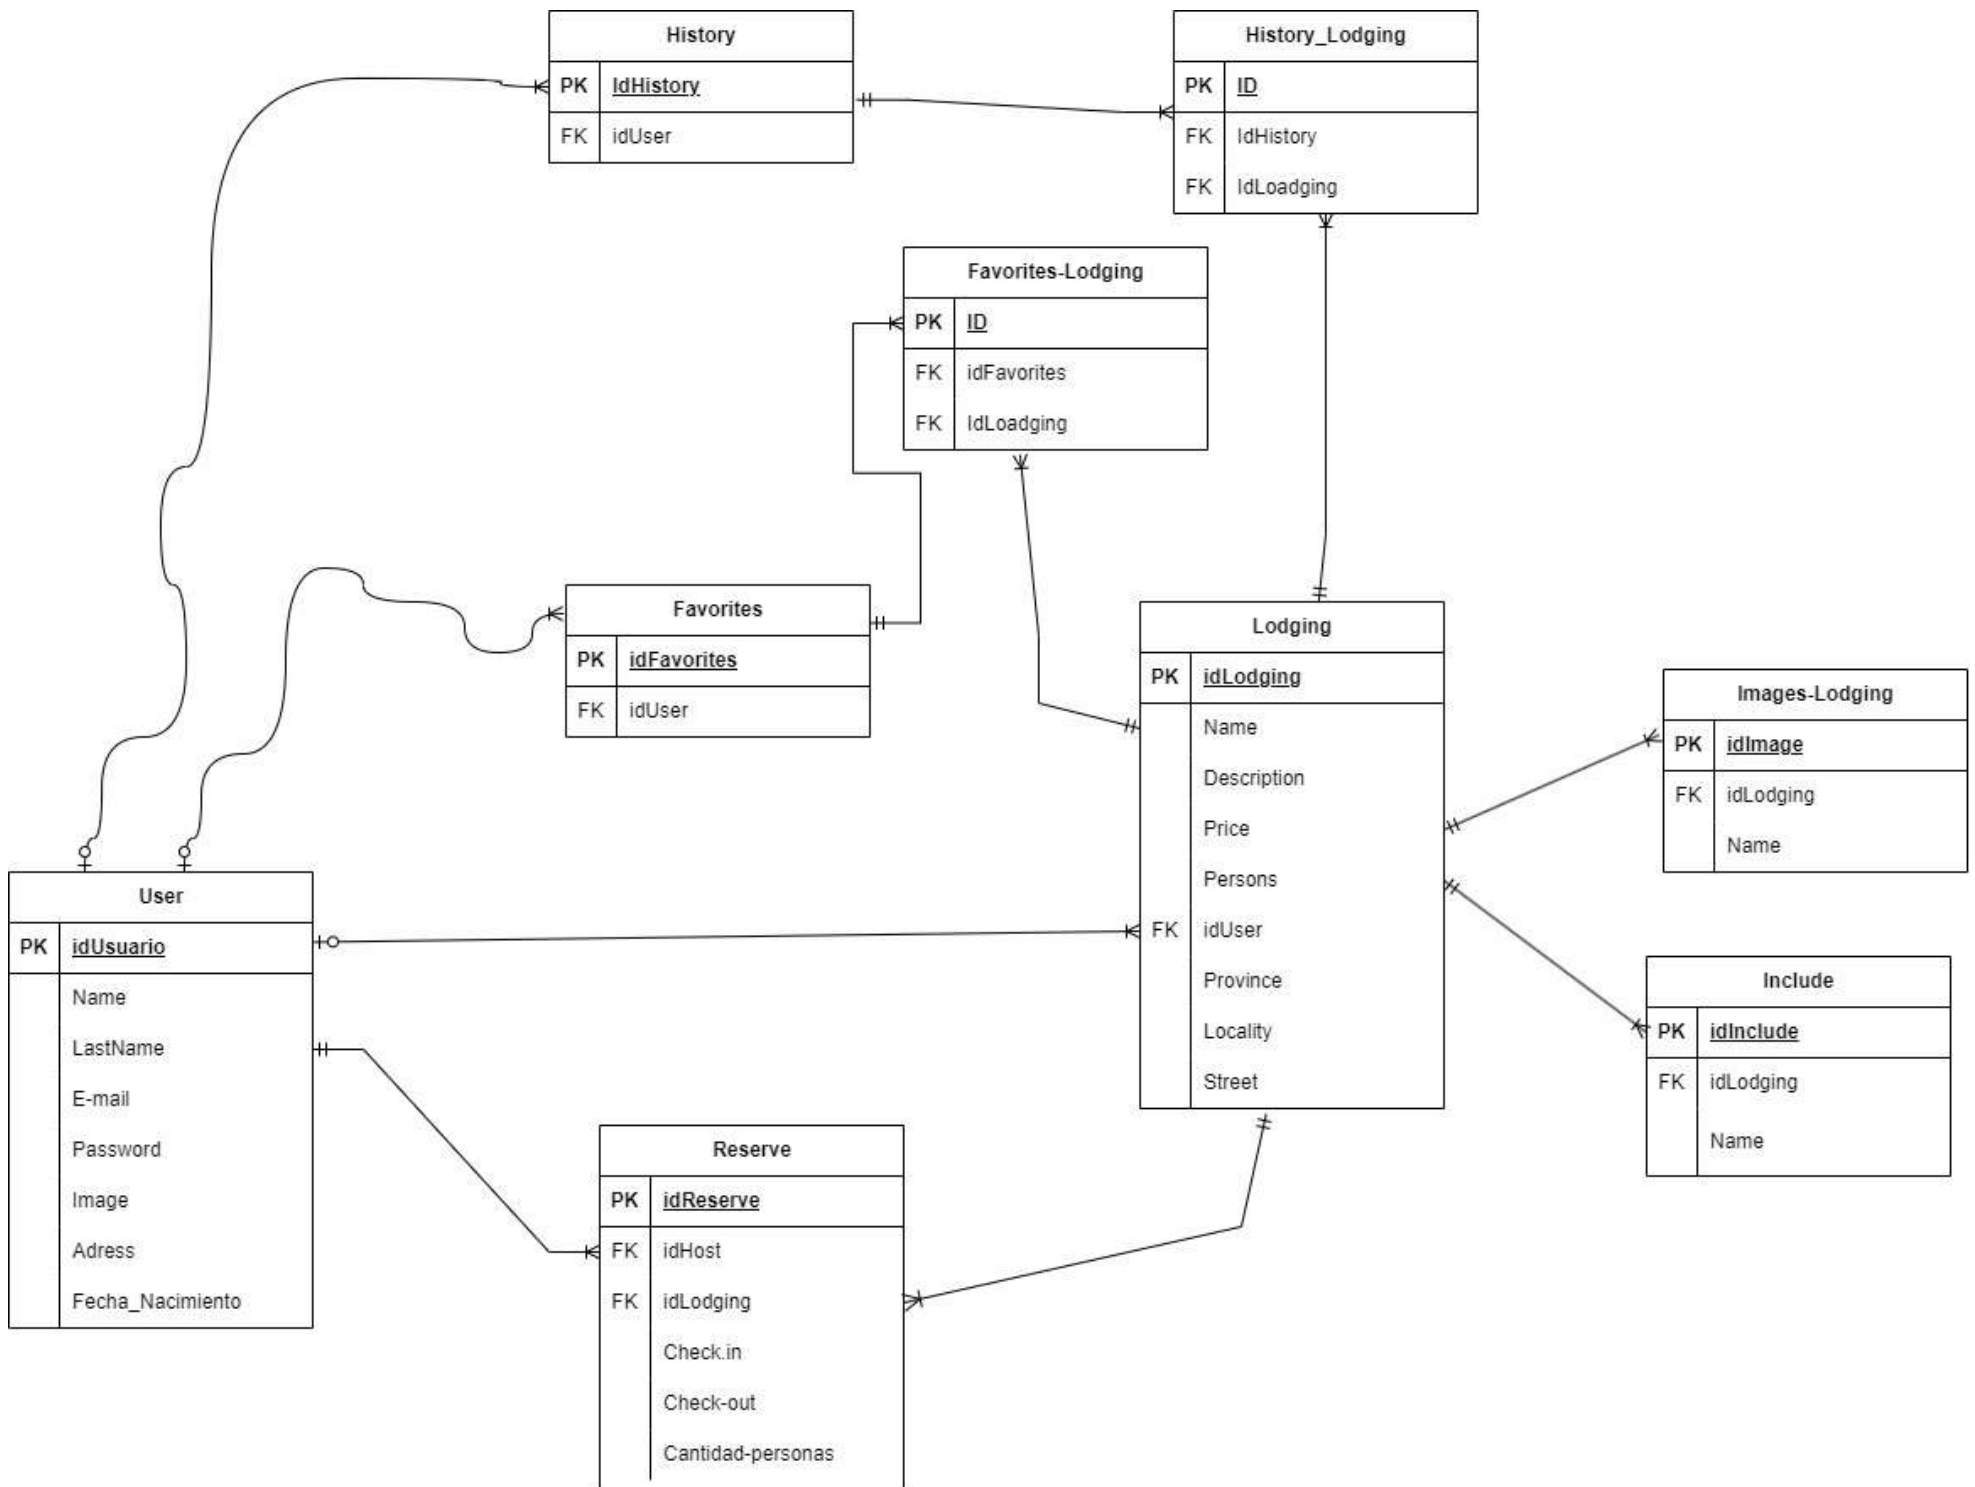 History
PK IdHistory
FK idUser
History_Lodging
PK ID
FK IdHistory
FK IdLoadging
Favorites-Lodging
PK ID
FK idFavorites
FK IdLoadging
Favorites
PK idFavorites
FK idUser
Lodging
PK idLodging
Name
Description
Price
Persons
FK idUser
Province
Locality
Street
Images-Lodging
PK idImage
FK idLodging
Name
Include
PK idInclude
FK idLodging
Name
User
PK idUsuario
Name
LastName
E-mail
Password
Image
Adress
Fecha_Nacimiento
Reserve
PK idReserve
FK idHost
FK idLodging
Check.in
Check-out
Cantidad-personas